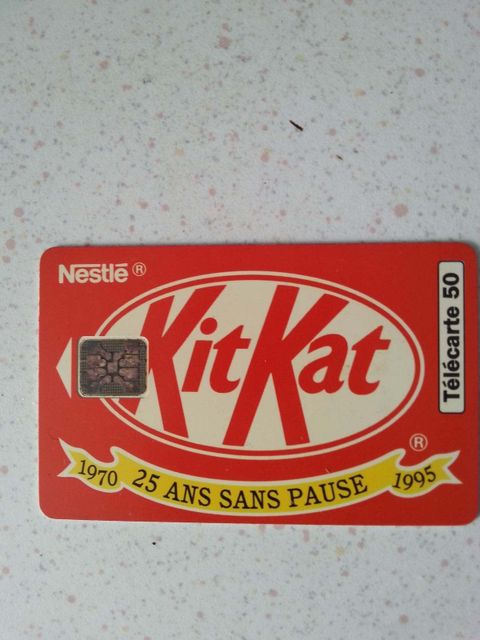 Nestlé ®
KitKat
®
Télécarte 50
1970 25 ANS SANS PAUSE 1995